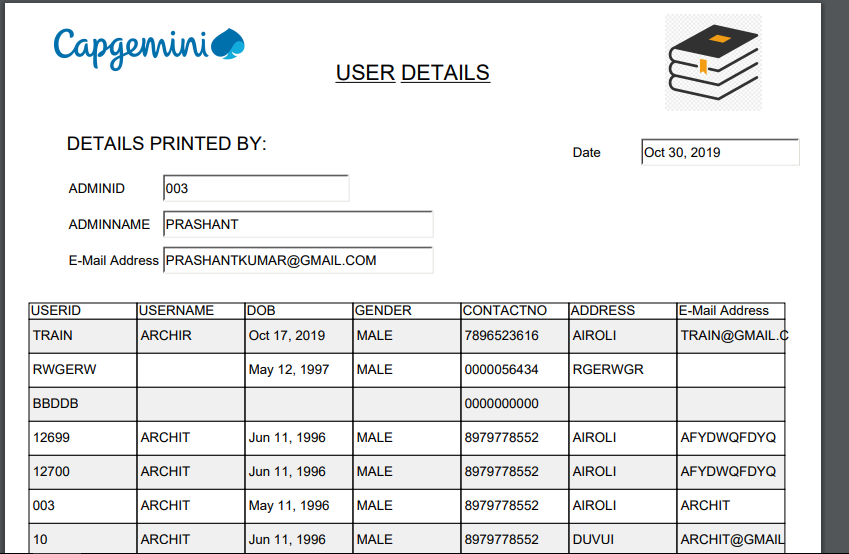 Capgemini
USER DETAILS
DETAILS PRINTED BY:
Date Oct 30, 2019
ADMINID 003
ADMINNAME PRASHANT
E-Mail Address PRASHANTKUMAR@GMAIL.COM
USERID USERNAME DOB GENDER CONTACTNO ADDRESS E-Mail Address
TRAIN ARCHIR Oct 17, 2019 MALE 7896523616 AIROLI TRAIN@GMAIL.C
RWGERW May 12, 1997 MALE 0000056434 RGERWGR
BBDDB 0000000000
12699 ARCHIT Jun 11, 1996 MALE 8979778552 AIROLI AFYDWQFDYQ
12700 ARCHIT Jun 11, 1996 MALE 8979778552 AIROLI AFYDWQFDYQ
003 ARCHIT May 11, 1996 MALE 8979778552 AIROLI ARCHIT
10 ARCHIT Jun 11, 1996 MALE 8979778552 DUVUI ARCHIT@GMAIL